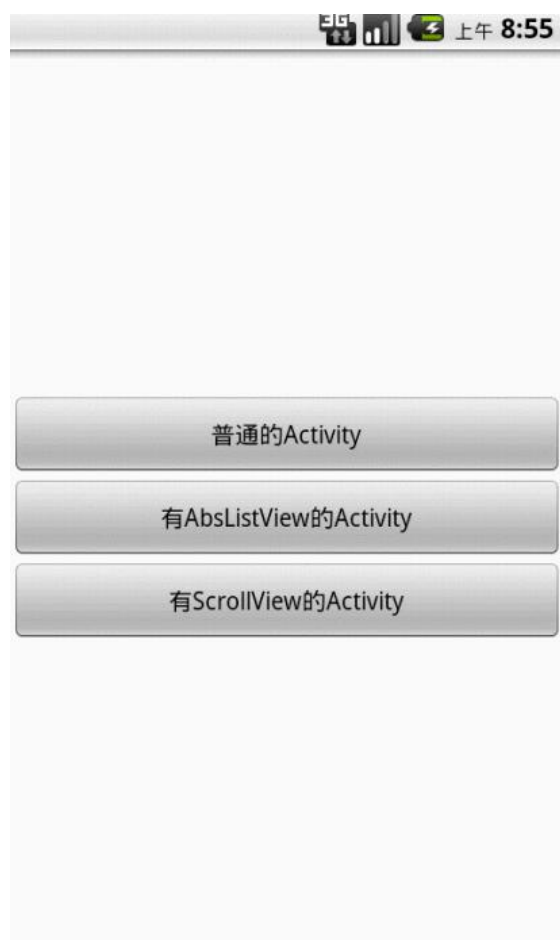 3G 上午 8:55
普通的Activity
有AbsListView的Activity
有ScrollView的Activity